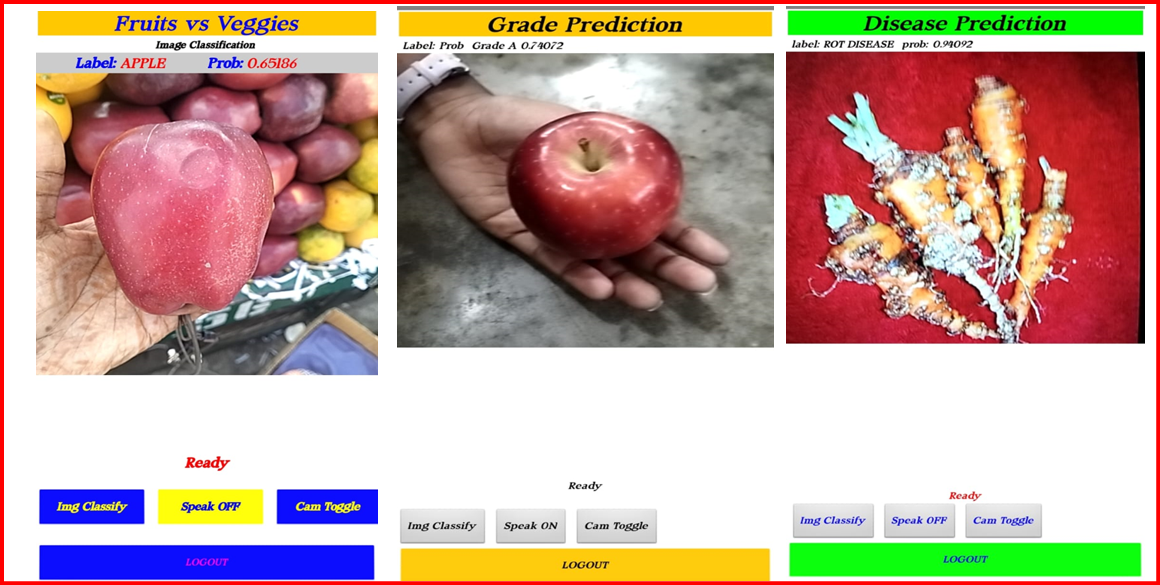 Fruits vs Veggies
Image Classification
Label: APPLE Prob: 0.65186
Ready
Img Classify Speak OFF Cam Toggle
LOGOUT
Grade Prediction
Label: Prob Grade A 0.74072
Ready
Img Classify Speak ON Cam Toggle
LOGOUT
Disease Prediction
label: ROT DISEASE prob: 0.94092
Ready
Img Classify Speak OFF Cam Toggle
LOGOUT